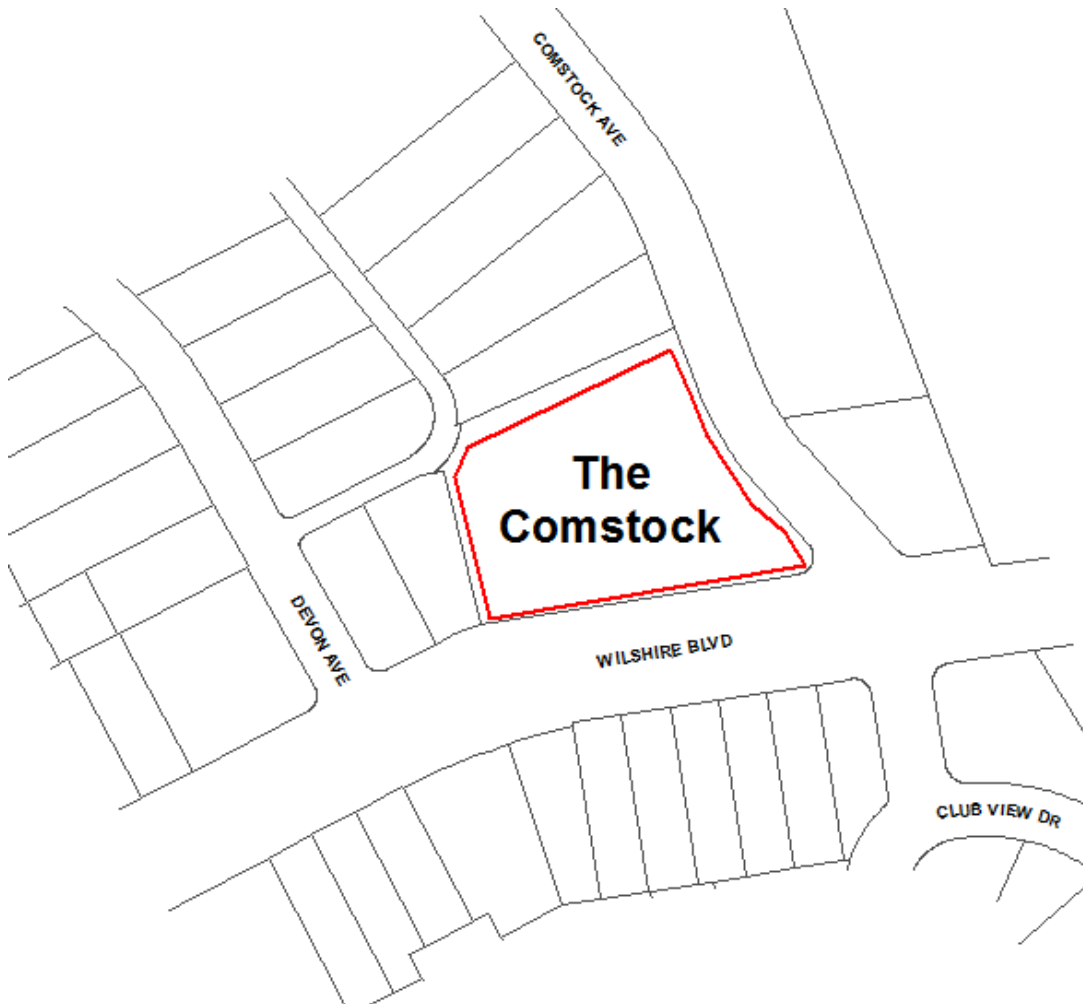 COMSTOCK AVE
The
Comstock
DEVON AVE
WILSHIRE BLVD
CLUB VIEW DR